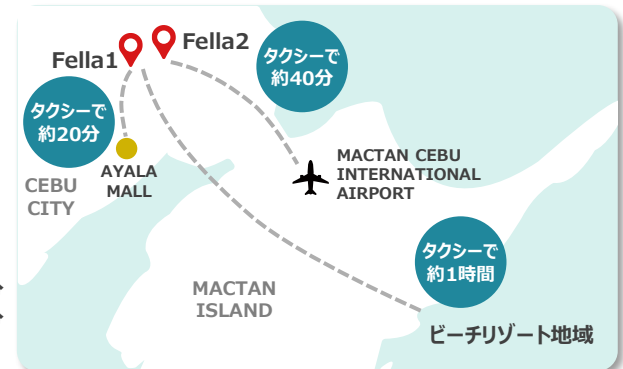 Fella1
Fella2
タクシーで
約40分
タクシーで
約20分
AYALA
MALL
CEBU
CITY
MACTAN CEBU
INTERNATIONAL
AIRPORT
タクシーで
約1時間
MACTAN
ISLAND
ビーチリゾート地域